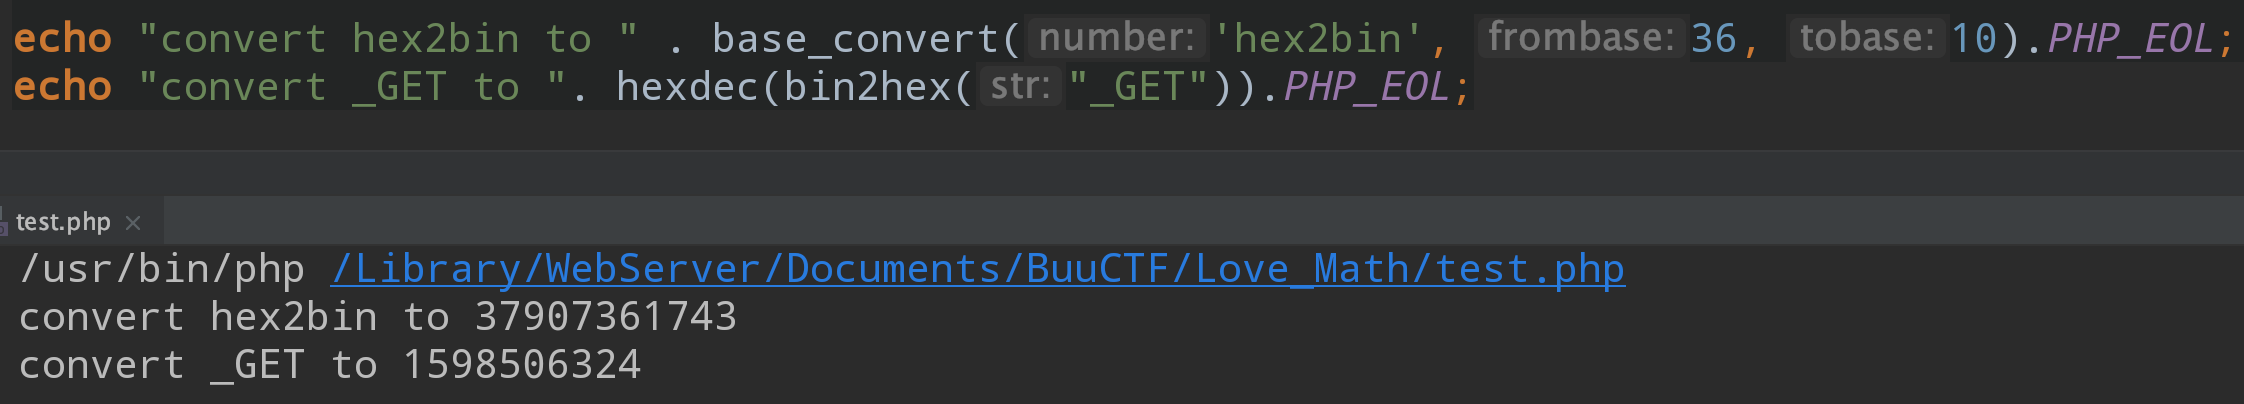 echo "convert hex2bin to " . base_convert( number: 'hex2bin', frombase: 36, tobase: 10).PHP_EOL;
echo "convert _GET to ". hexdec(bin2hex( str: "_GET")).PHP_EOL;
test.php ×
/usr/bin/php /Library/WebServer/Documents/BuuCTF/Love_Math/test.php
convert hex2bin to 37907361743
convert _GET to 1598506324